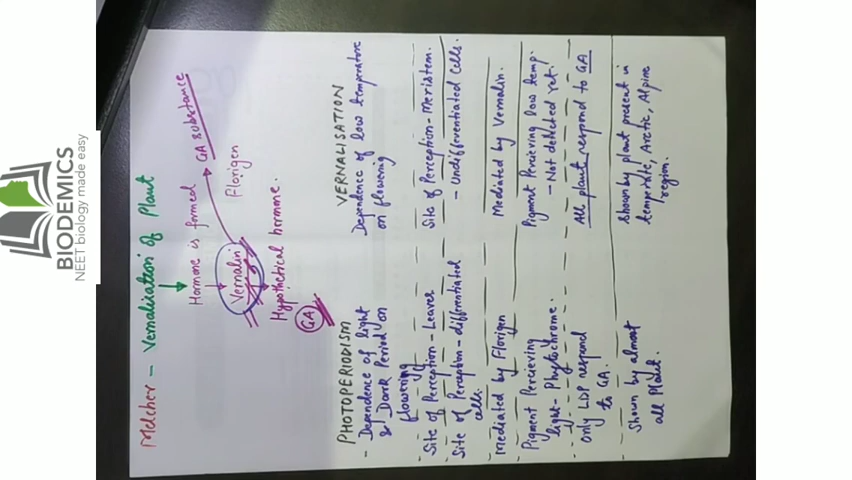 BIODEMICS
NEET biology made easy
Melcher - Vernalisation of Plant
Hormone is formed
Vernalin → GA substance
Florigen
Hypothetical hormone.
GA
PHOTOPERIODISM
- Dependence of light
& Dark Period on
flowering
Site of Perception - Leaves
Site of Perception - differentiated
cells.
Mediated by Florigen
Pigment Percieving
light - Phytochrome.
only LDP respond
to GA.
Shown by almost
all Plant.
VERNALISATION
Dependence of low temperature
on flowering
Site of Perception - Meristem.
- Undifferentiated Cells.
Mediated by Vernalin.
Pigment Percieving low temp.
- Not detected yet.
All plant respond to GA
Shown by plant present in
temprate, Arctic, Alpine
region.